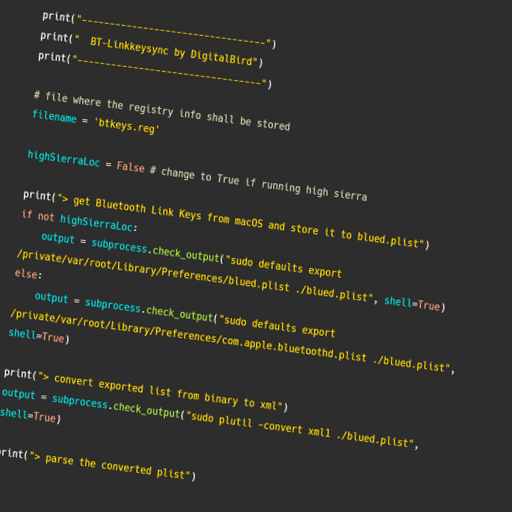 print("-------------------------------")
print("  BT-Linkkeysync by DigitalBird")
print("-------------------------------")
# file where the registry info shall be stored
filename = 'btkeys.reg'
highSierraLoc = False # change to True if running high sierra
print("> get Bluetooth Link Keys from macOS and store it to blued.plist")
if not highSierraLoc:
    output = subprocess.check_output("sudo defaults export
/private/var/root/Library/Preferences/blued.plist ./blued.plist", shell=True)
else:
    output = subprocess.check_output("sudo defaults export
/private/var/root/Library/Preferences/com.apple.bluetoothd.plist ./blued.plist",
shell=True)
print("> convert exported list from binary to xml")
output = subprocess.check_output("sudo plutil -convert xml1 ./blued.plist",
shell=True)
print("> parse the converted plist")